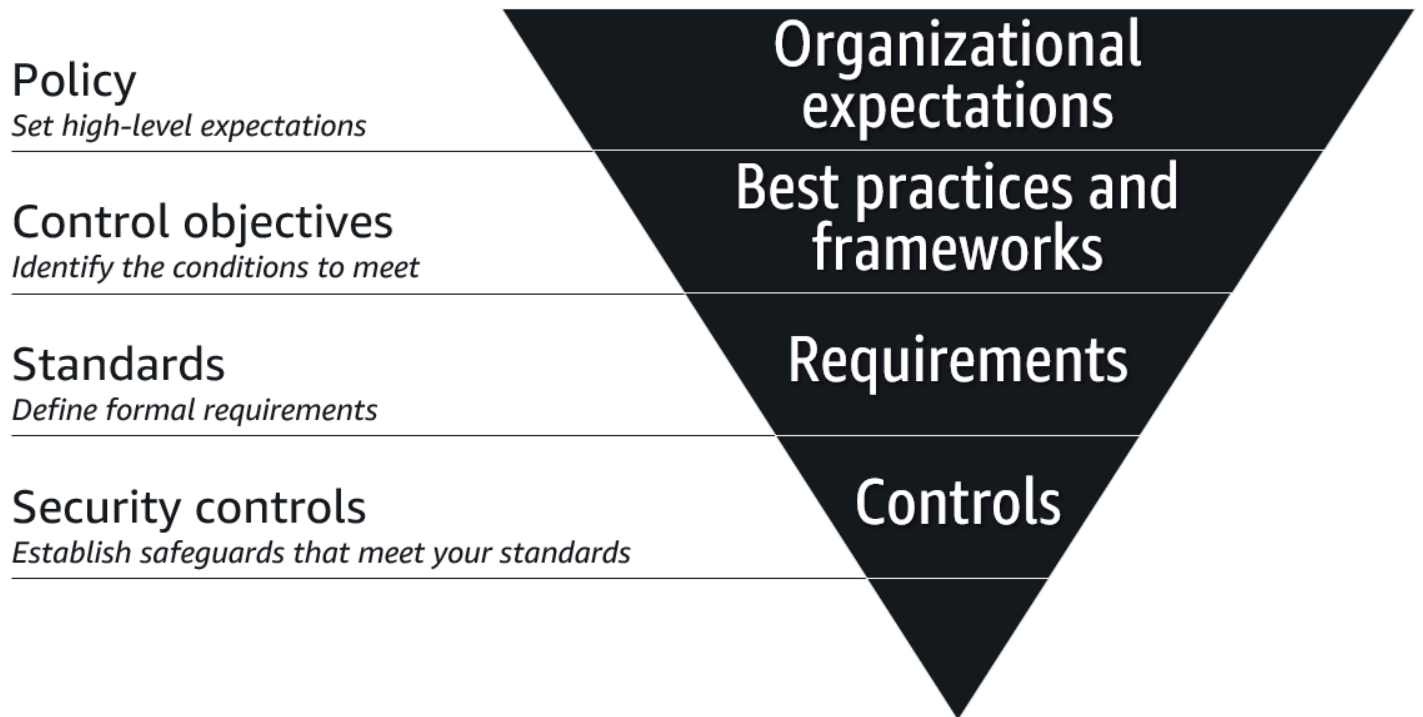 Policy
Set high-level expectations
Organizational
expectations
Control objectives
Identify the conditions to meet
Best practices and
frameworks
Standards
Define formal requirements
Requirements
Security controls
Establish safeguards that meet your standards
Controls